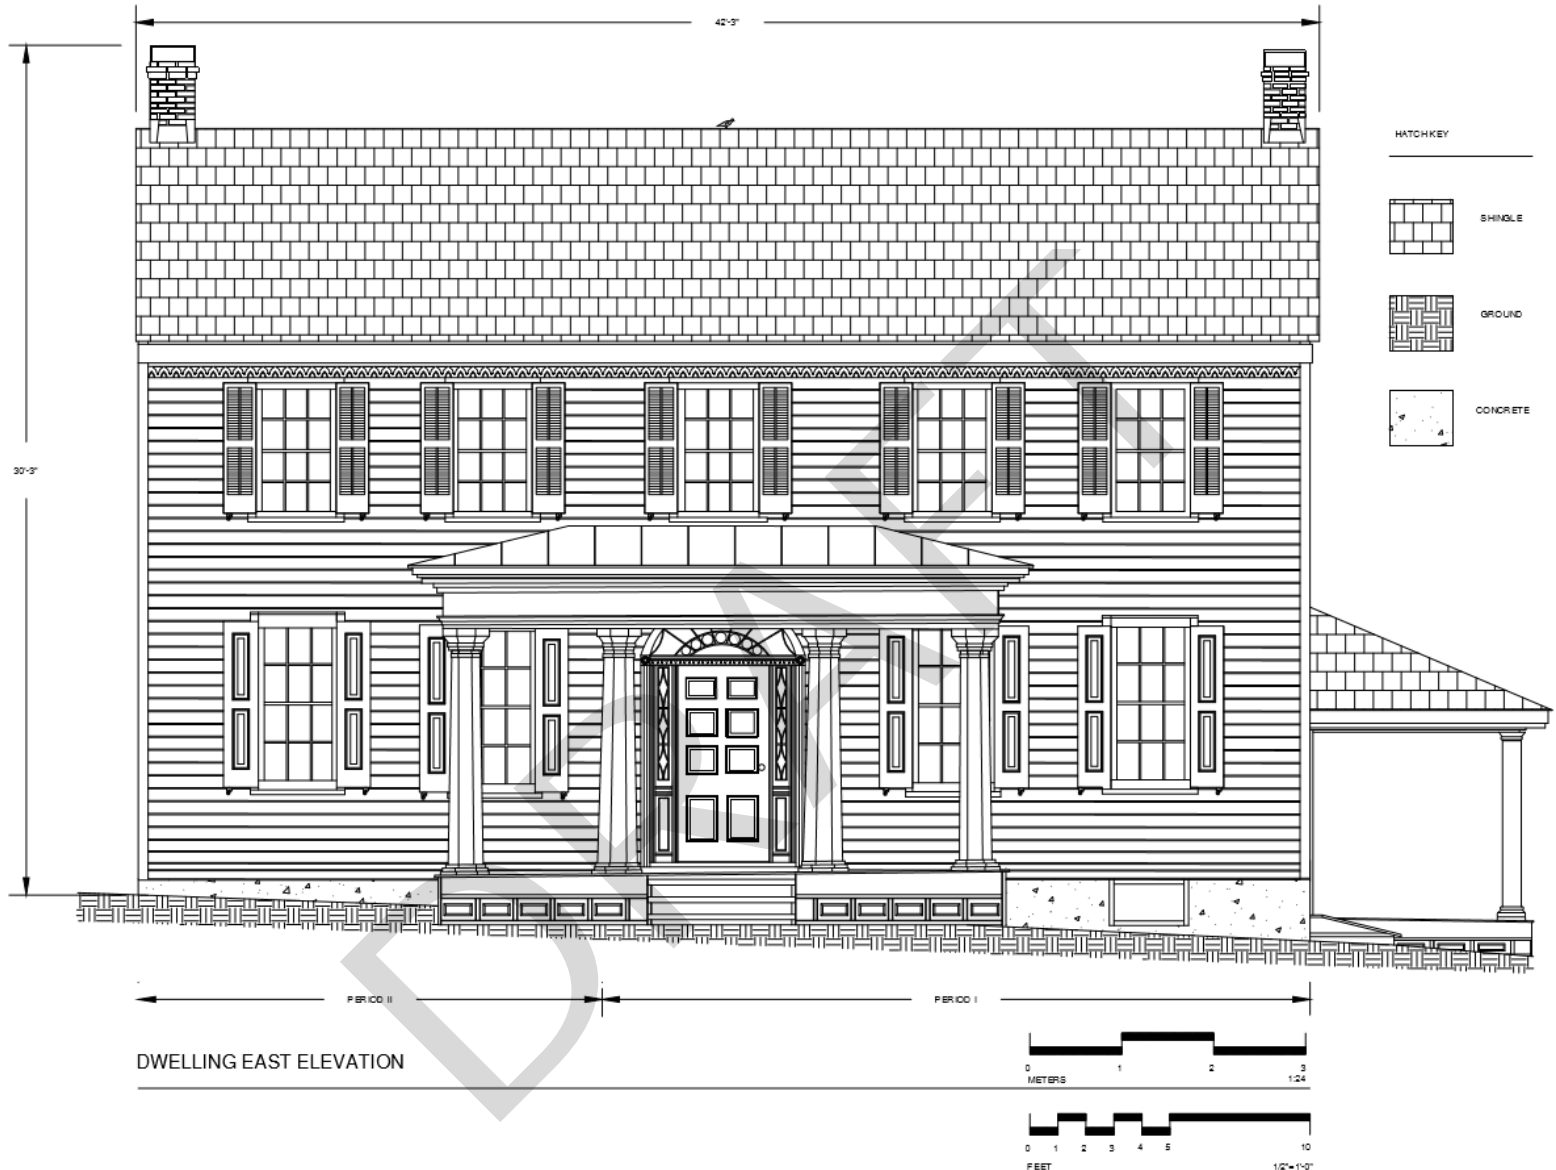 42'-3"
HATCH KEY
SHINGLE
GROUND
CONCRETE
30'-3"
DRAFT
PERIOD II
PERIOD I
DWELLING EAST ELEVATION
0 1 2 3
METERS 1:24
0 1 2 3 4 5 10
FEET 1/2"=1'-0"